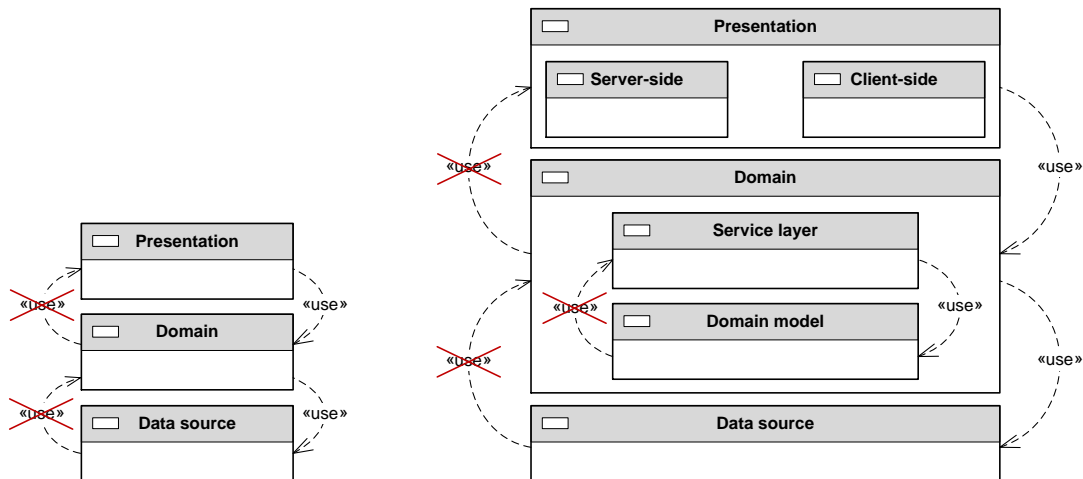 Presentation
«use»
«use»
Domain
«use»
«use»
Data source
Presentation
Server-side
Client-side
«use»
«use»
Domain
Service layer
«use»
«use»
Domain model
«use»
«use»
Data source